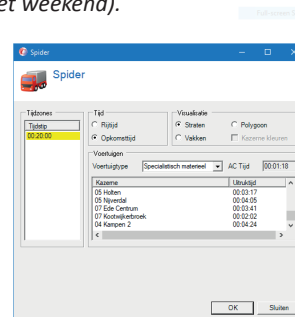 et weekend).
Spider
Spider
Tijdzones
Tijdstip
00:20:00
Tijd
Rijtijd
Opkomsttijd
Visualisatie
Straten
Polygoon
Vakken
Kazerne kleuren
Voertuigen
Voertuigtype Specialistisch materieel AC Tijd 00:01:18
Kazerne Uitruktijd
05 Holten 00:03:17
05 Nijverdal 00:04:05
07 Ede Centrum 00:03:41
07 Kootwijkerbroek 00:02:02
04 Kampen 2 00:04:24
OK Sluiten